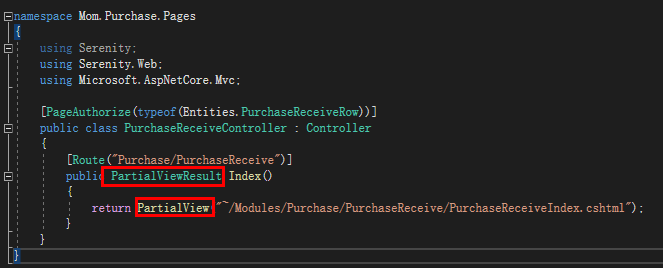 namespace Mom.Purchase.Pages
{
using Serenity;
using Serenity.Web;
using Microsoft.AspNetCore.Mvc;
[PageAuthorize(typeof(Entities.PurchaseReceiveRow))]
public class PurchaseReceiveController : Controller
{
[Route("Purchase/PurchaseReceive")]
public PartialViewResult Index()
{
return PartialView("~/Modules/Purchase/PurchaseReceive/PurchaseReceiveIndex.cshtml");
}
}
}